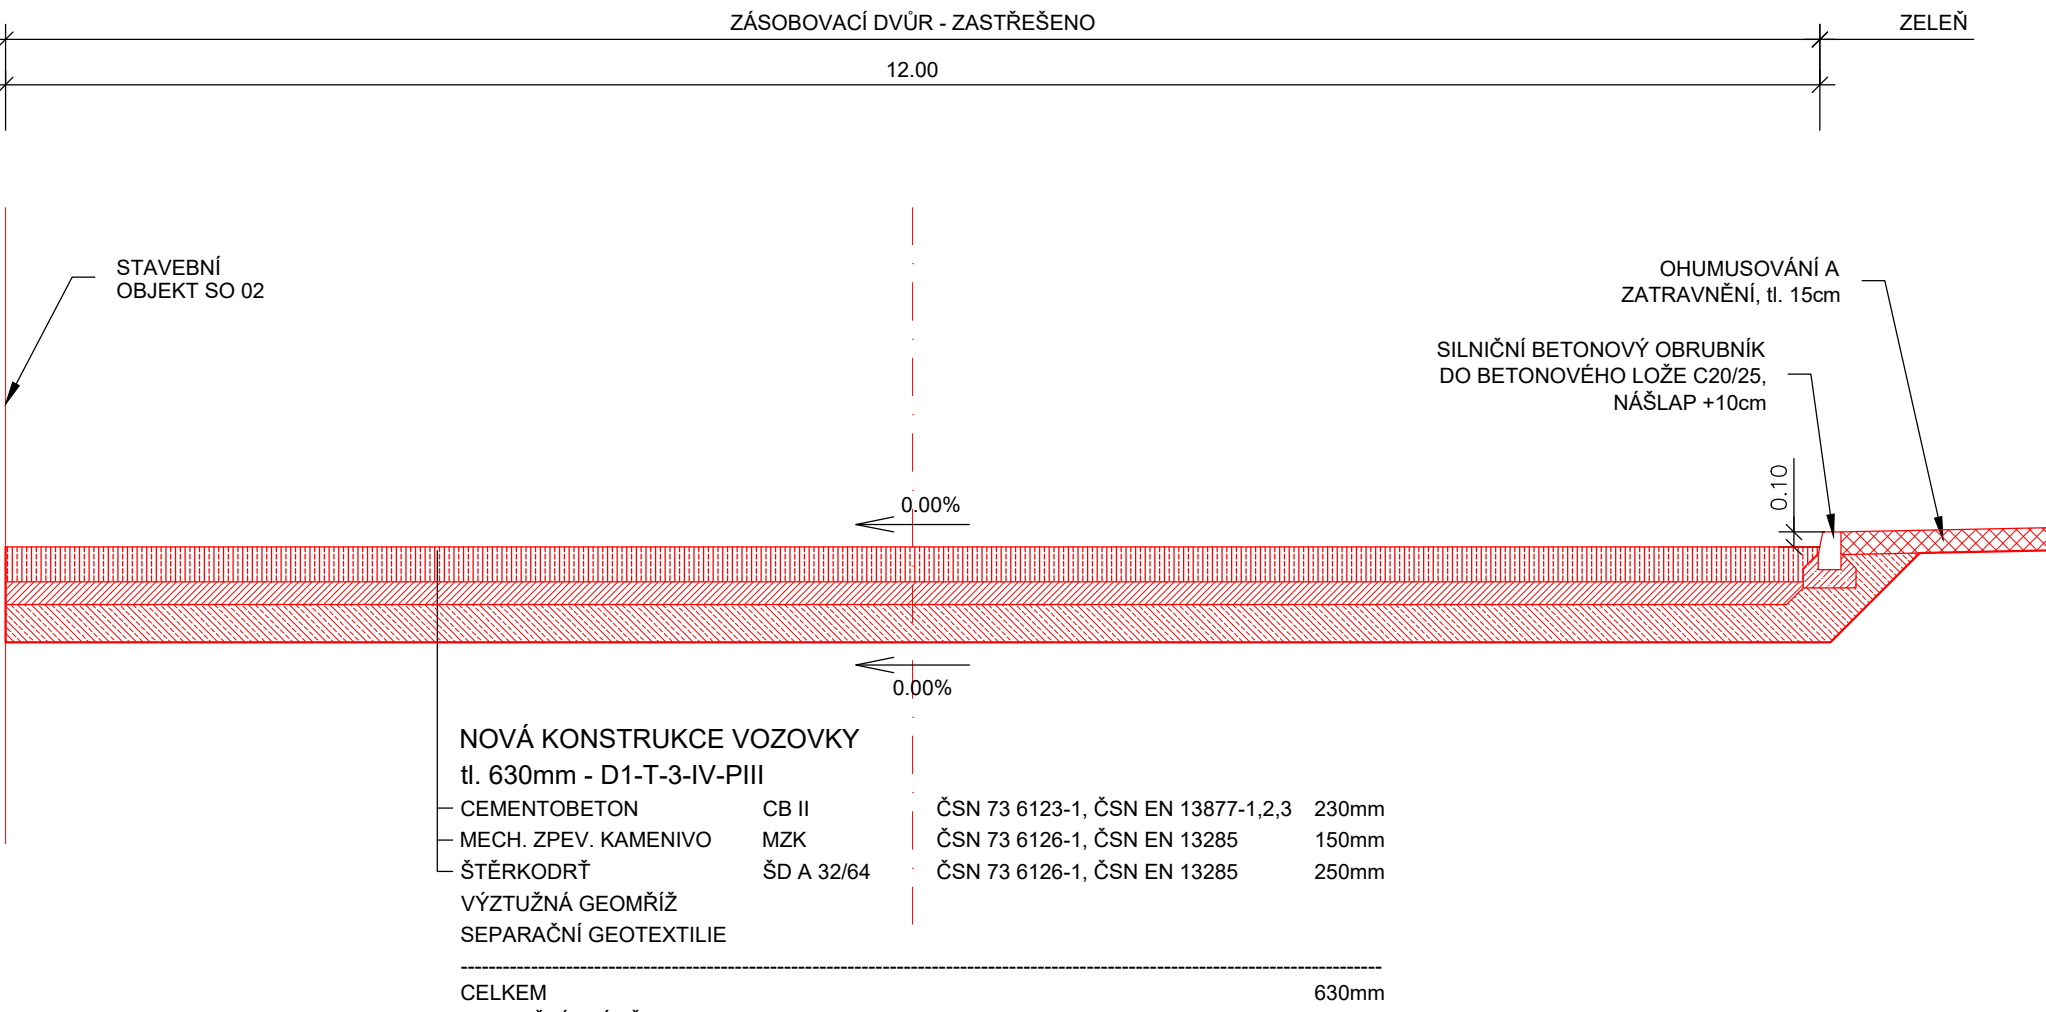 ZÁSOBOVACÍ DVŮR - ZASTŘEŠENO
ZELEŇ
12.00
STAVEBNÍ
OBJEKT SO 02
OHUMUSOVÁNÍ A
ZATRAVNĚNÍ, tl. 15cm
SILNIČNÍ BETONOVÝ OBRUBNÍK
DO BETONOVÉHO LOŽE C20/25,
NÁŠLAP +10cm
0.10
0.00%
0.00%
NOVÁ KONSTRUKCE VOZOVKY
tl. 630mm - D1-T-3-IV-PIII
CEMENTOBETON CB II ČSN 73 6123-1, ČSN EN 13877-1,2,3 230mm
MECH. ZPEV. KAMENIVO MZK ČSN 73 6126-1, ČSN EN 13285 150mm
ŠTĚRKODRŤ ŠD A 32/64 ČSN 73 6126-1, ČSN EN 13285 250mm
VÝZTUŽNÁ GEOMŘÍŽ
SEPARAČNÍ GEOTEXTILIE
CELKEM 630mm